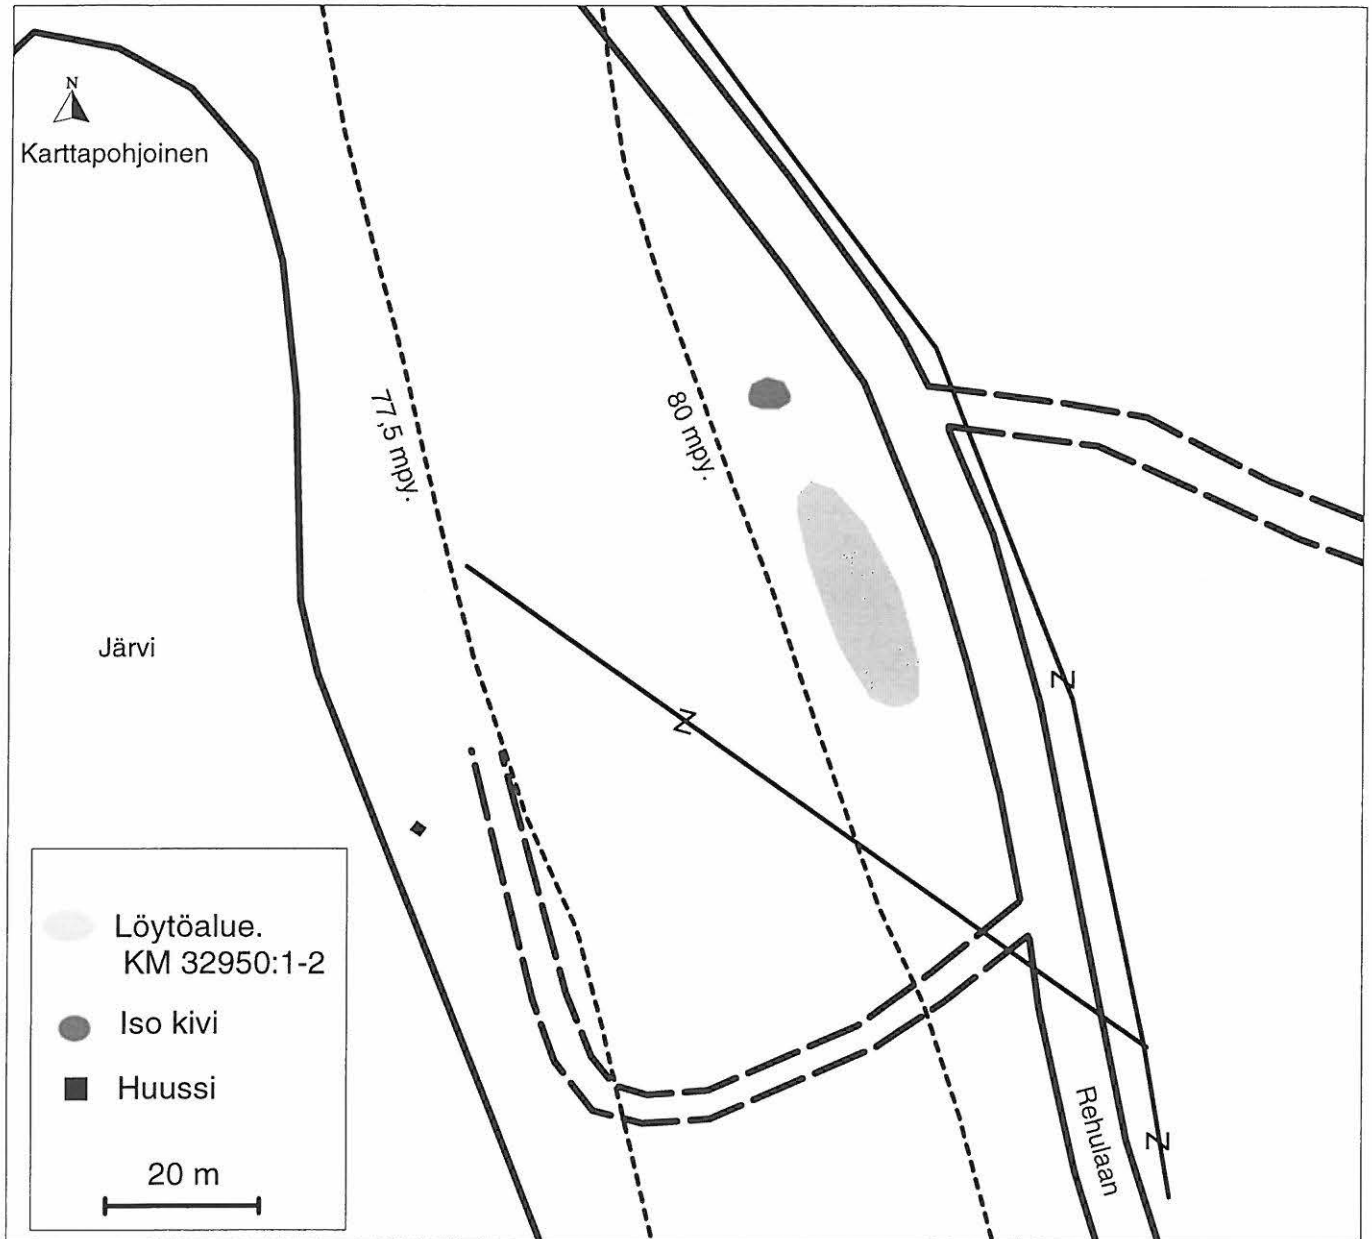 N
Karttapohjoinen
77,5 mpy.
80 mpy.
Järvi
Z
Z
Löytöalue.
KM 32950:1-2
Iso kivi
Huussi
20 m
Rehulaan
Z